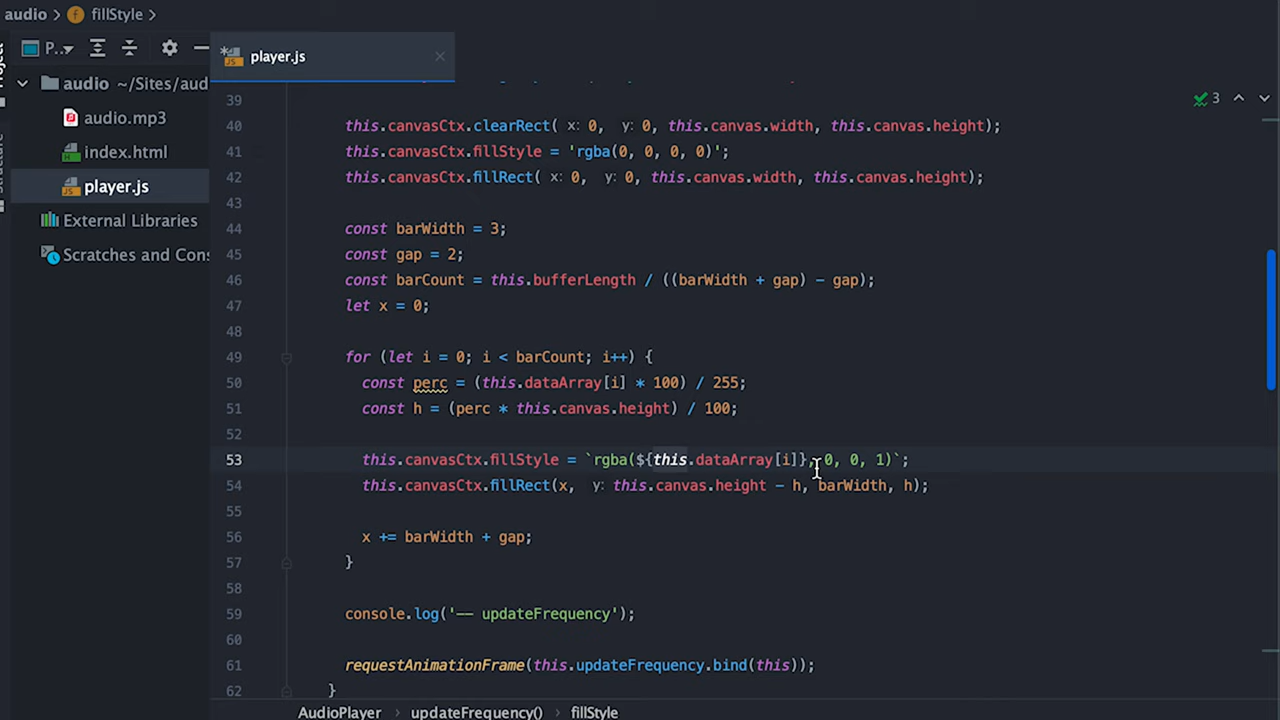 audio fillStyle
Project
P.. player.js
audio ~/Sites/aud
audio.mp3
index.html
player.js
External Libraries
Scratches and Cons
Structure
3
39
40 this.canvasCtx.clearRect( x: 0, y: 0, this.canvas.width, this.canvas.height);
41 this.canvasCtx.fillStyle = 'rgba(0, 0, 0, 0)';
42 this.canvasCtx.fillRect( x: 0, y: 0, this.canvas.width, this.canvas.height);
43
44 const barWidth = 3;
45 const gap = 2;
46 const barCount = this.bufferLength / ((barWidth + gap) - gap);
47 let x = 0;
48
49 for (let i = 0; i < barCount; i++) {
50 const perc = (this.dataArray[i] * 100) / 255;
51 const h = (perc * this.canvas.height) / 100;
52
53 this.canvasCtx.fillStyle = `rgba(${this.dataArray[i]}, 0, 0, 1)`;
54 this.canvasCtx.fillRect(x, y: this.canvas.height - h, barWidth, h);
55
56 x += barWidth + gap;
57 }
58
59 console.log('-- updateFrequency');
60
61 requestAnimationFrame(this.updateFrequency.bind(this));
62 }
AudioPlayer updateFrequency() fillStyle